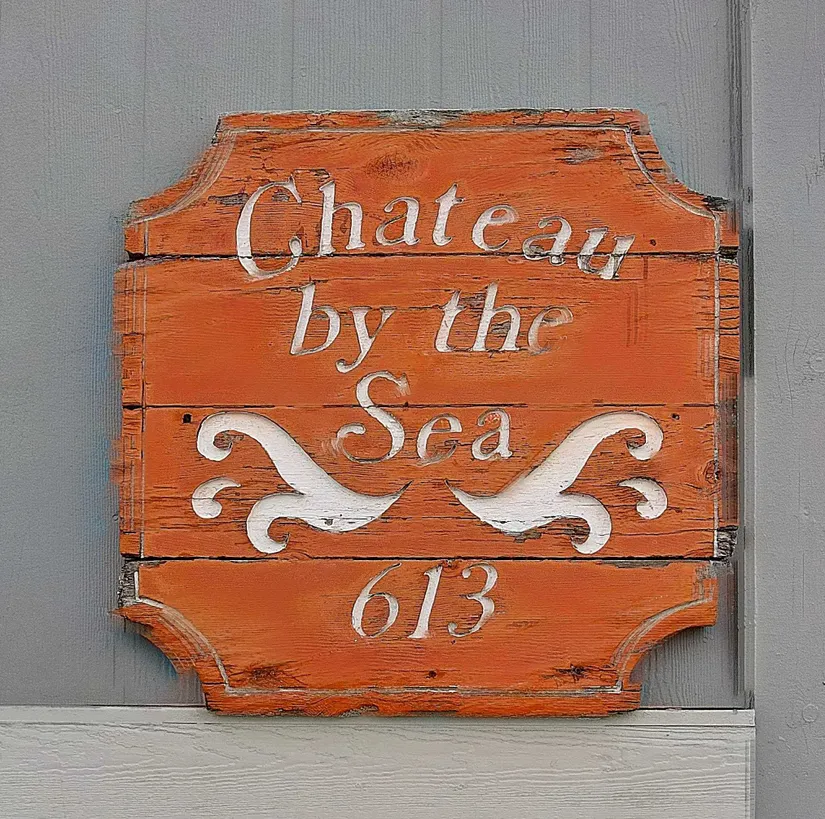 Chateau
by the
Sea
613